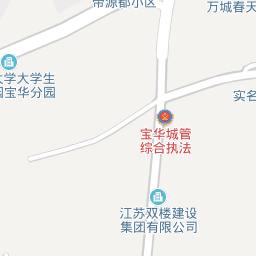 带源都小区
万城春天
大学大学生
园宝华分园
实名
宝华城管
综合执法
江苏双楼建设
集团有限公司